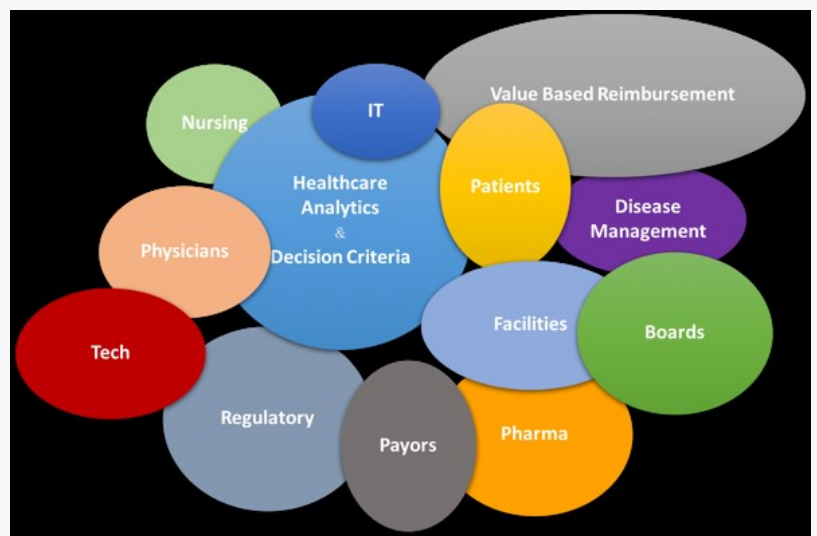 Value Based Reimbursement
IT
Nursing
Healthcare
Analytics
&
Decision Criteria
Patients
Disease
Management
Physicians
Facilities
Boards
Tech
Regulatory
Payors
Pharma